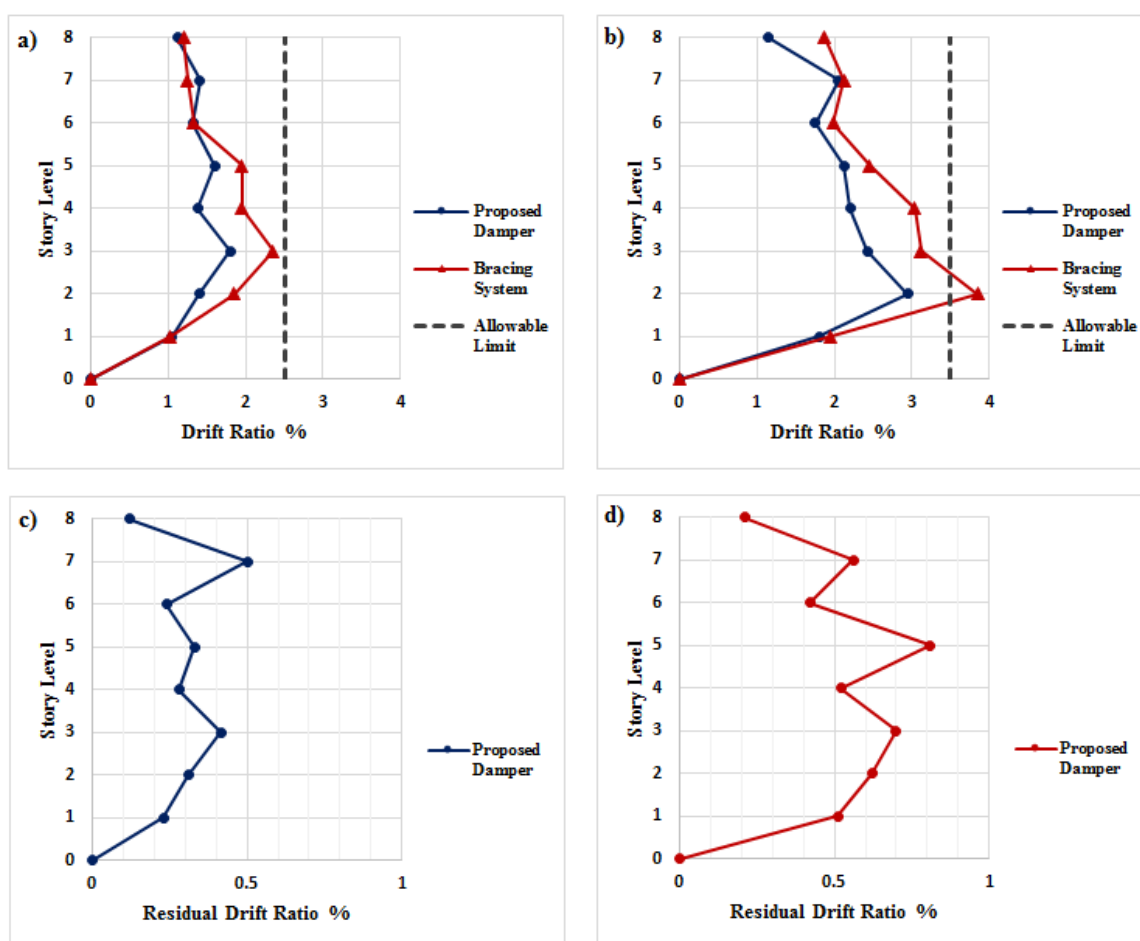 a)
8
7
6
5
4
3
2
1
0
Story Level
0 1 2 3 4
Drift Ratio %
Proposed
Damper
Bracing
System
Allowable
Limit
b)
8
7
6
5
4
3
2
1
0
Story Level
0 1 2 3 4
Drift Ratio %
Proposed
Damper
Bracing
System
Allowable
Limit
c)
8
7
6
5
4
3
2
1
0
Story Level
0 0.5 1
Residual Drift Ratio %
Proposed
Damper
d)
8
7
6
5
4
3
2
1
0
Story Level
0 0.5 1
Residual Drift Ratio %
Proposed
Damper